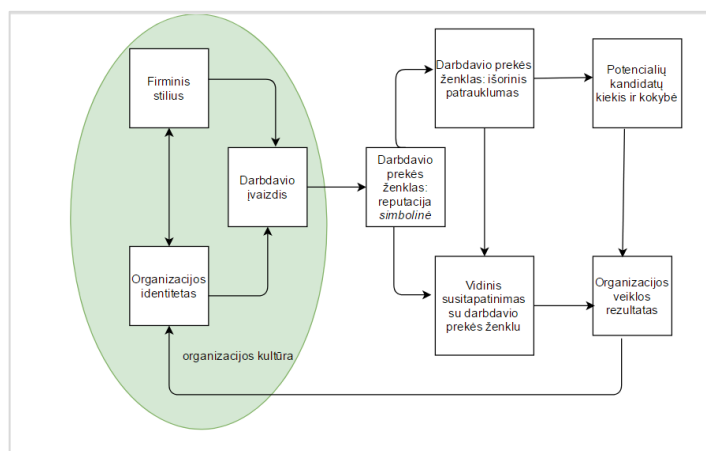 Firminis
stilius
Darbdavio prekės
ženklas: išorinis
patrauklumas
Potencialių
kandidatų
kiekis ir kokybė
Darbdavio
įvaizdis
Darbdavio
prekės
ženklas:
reputacija
simbolinė
Organizacijos
identitetas
Vidinis
susitapatinimas
su darbdavio
prekės ženklu
Organizacijos
veiklos
rezultatas
organizacijos kultūra